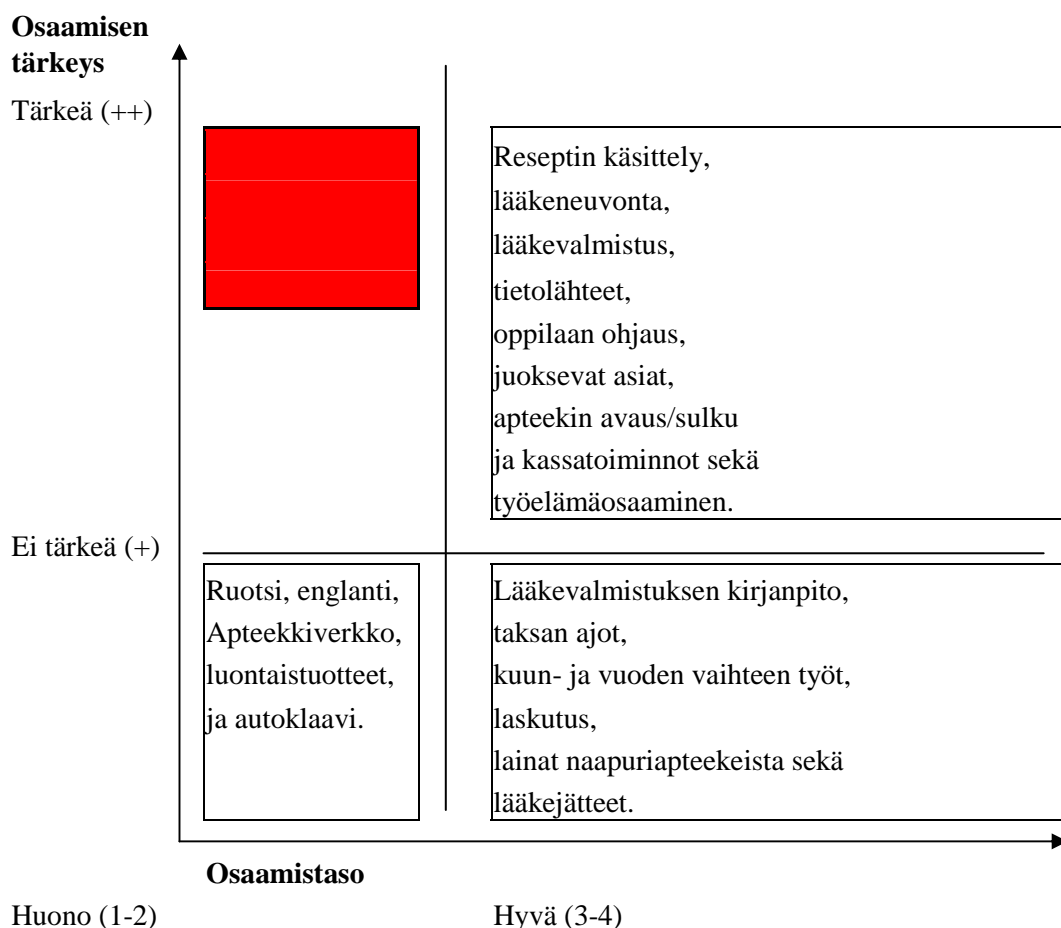 Osaamisen
tärkeys
Tärkeä (++)
Reseptin käsittely,
lääkeneuvonta,
lääkevalmistus,
tietolähteet,
oppilaan ohjaus,
juoksevat asiat,
apteekin avaus/sulku
ja kassatoiminnot sekä
työelämäosaaminen.
Ei tärkeä (+)
Ruotsi, englanti,
Apteekkiverkko,
luontaistuotteet,
ja autoklaavi.
Lääkevalmistuksen kirjanpito,
taksan ajot,
kuun- ja vuoden vaihteen työt,
laskutus,
lainat naapuriapteekeista sekä
lääkejätteet.
Osaamistaso
Huono (1-2)
Hyvä (3-4)